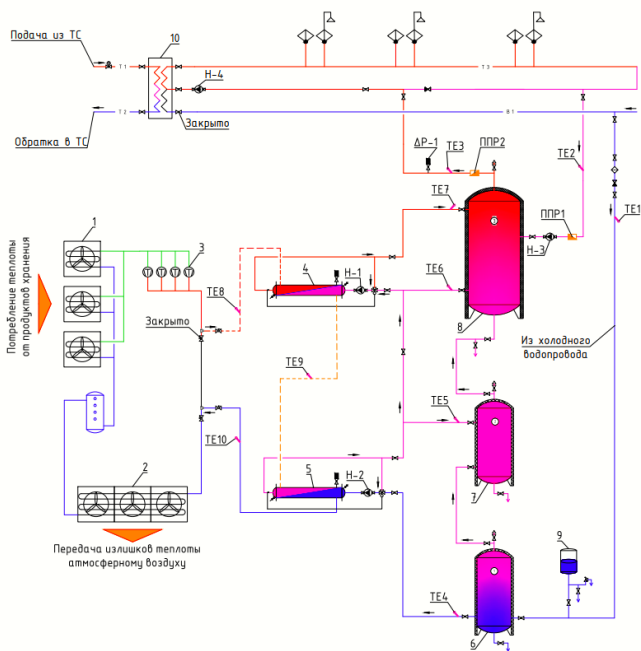 Подача из ТС
10
Т1
Н-4
Т3
Т2
В1
Обратка в ТС
Закрыто
ΔР-1
ТЕ3
ППР2
ТЕ2
ТЕ7
ППР1
ТЕ1
1
3
4
Н-1
ТЕ6
Н-3
Потребление теплоты
от продуктов хранения
ТЕ8
Закрыто
8
Из холодного
водопровода
ТЕ9
ТЕ5
ТЕ10
2
5
Н-2
7
Передача излишков теплоты
атмосферному воздуху
9
ТЕ4
6